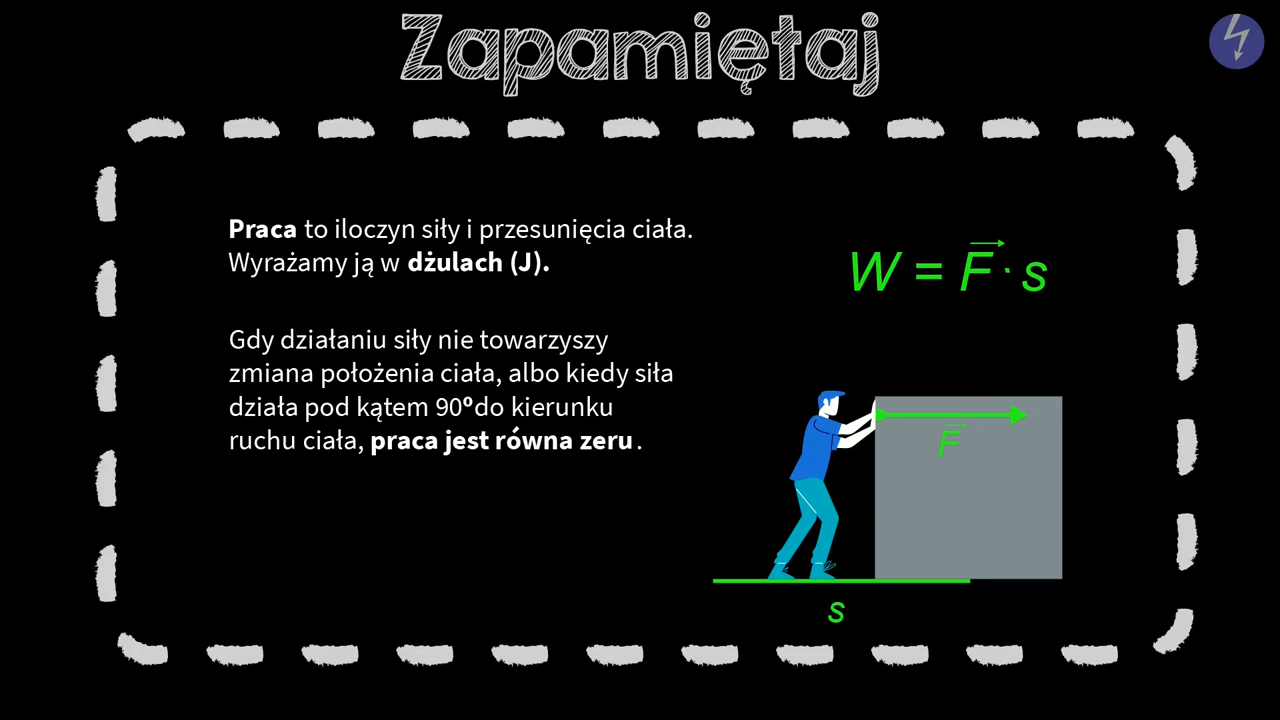 Zapamiętaj
Praca to iloczyn siły i przesunięcia ciała.
Wyrażamy ją w dżulach (J).
W = F · s
Gdy działaniu siły nie towarzyszy
zmiana położenia ciała, albo kiedy siła
działa pod kątem 90° do kierunku
ruchu ciała, praca jest równa zeru.
F
s